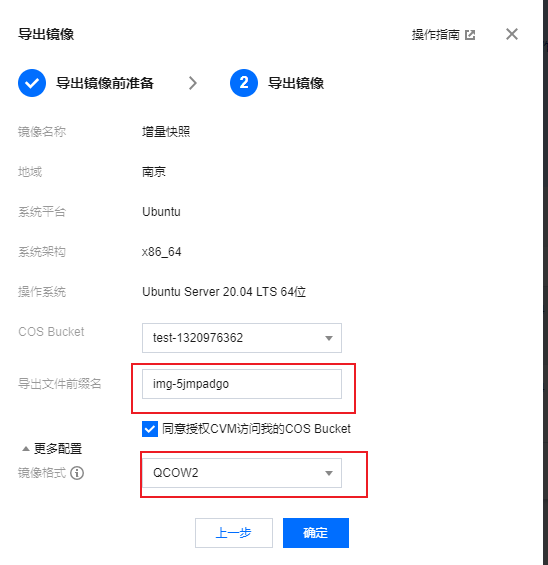 导出镜像 操作指南
导出镜像前准备 2 导出镜像
镜像名称 增量快照
地域 南京
系统平台 Ubuntu
系统架构 x86_64
操作系统 Ubuntu Server 20.04 LTS 64位
COS Bucket test-1320976362
导出文件前缀名 img-5jmpadgo
同意授权CVM访问我的COS Bucket
更多配置
镜像格式 QCOW2
上一步 确定